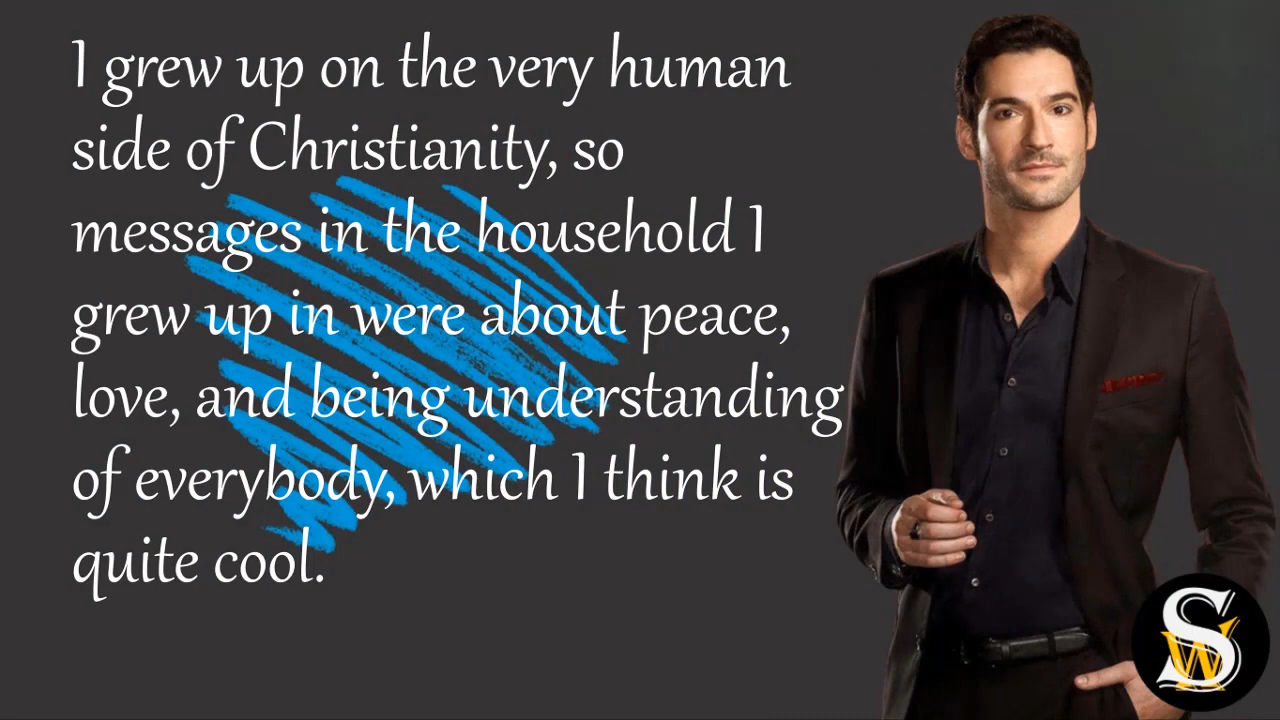 I grew up on the very human
side of Christianity, so
messages in the household I
grew up in were about peace,
love, and being understanding
of everybody, which I think is
quite cool.
SW